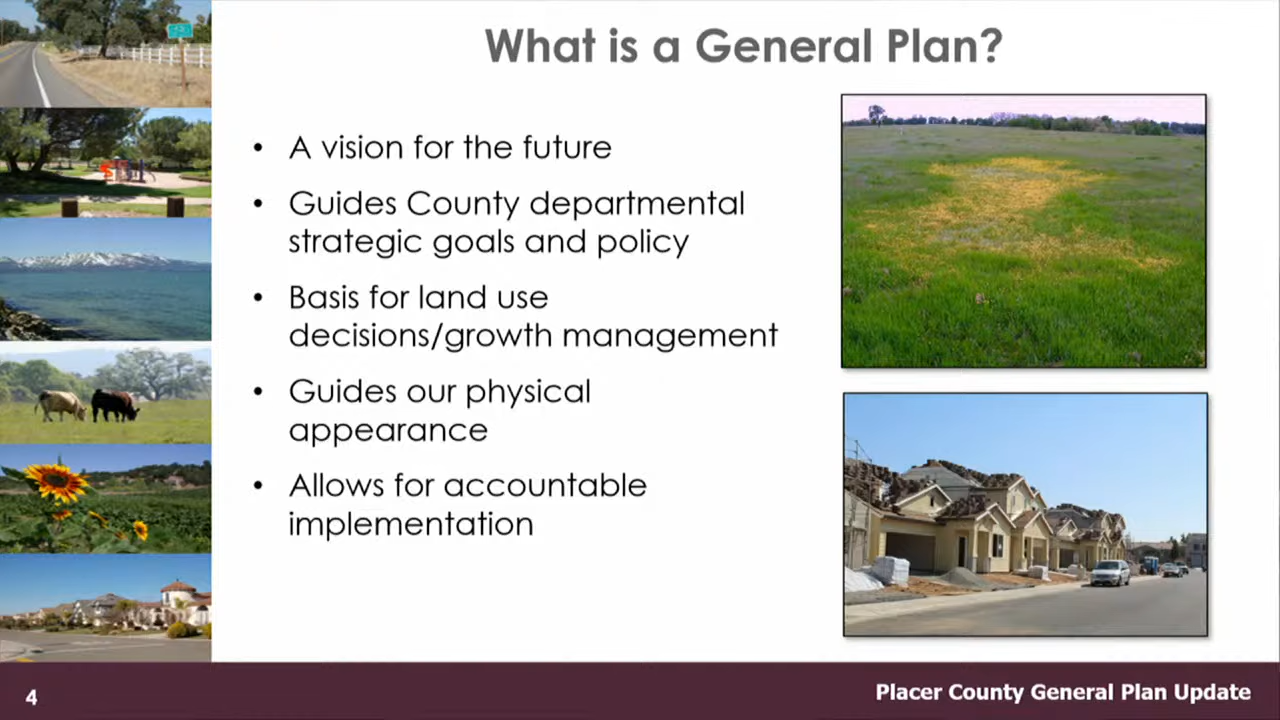 What is a General Plan?
• A vision for the future
• Guides County departmental
strategic goals and policy
• Basis for land use
decisions/growth management
• Guides our physical
appearance
• Allows for accountable
implementation
4
Placer County General Plan Update